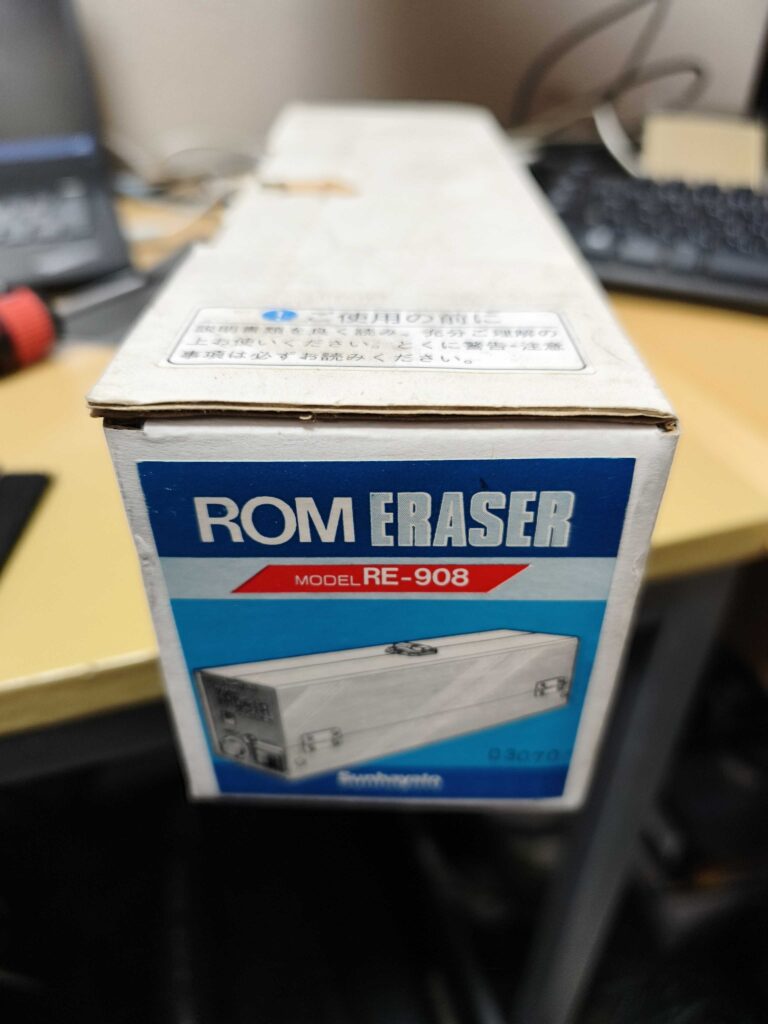 ご使用の前に
説明書類を良く読み、充分ご理解の
上お使いください。とくに警告・注意
事項は必ずお読みください。
ROM ERASER
MODEL RE-908
Sunhayato